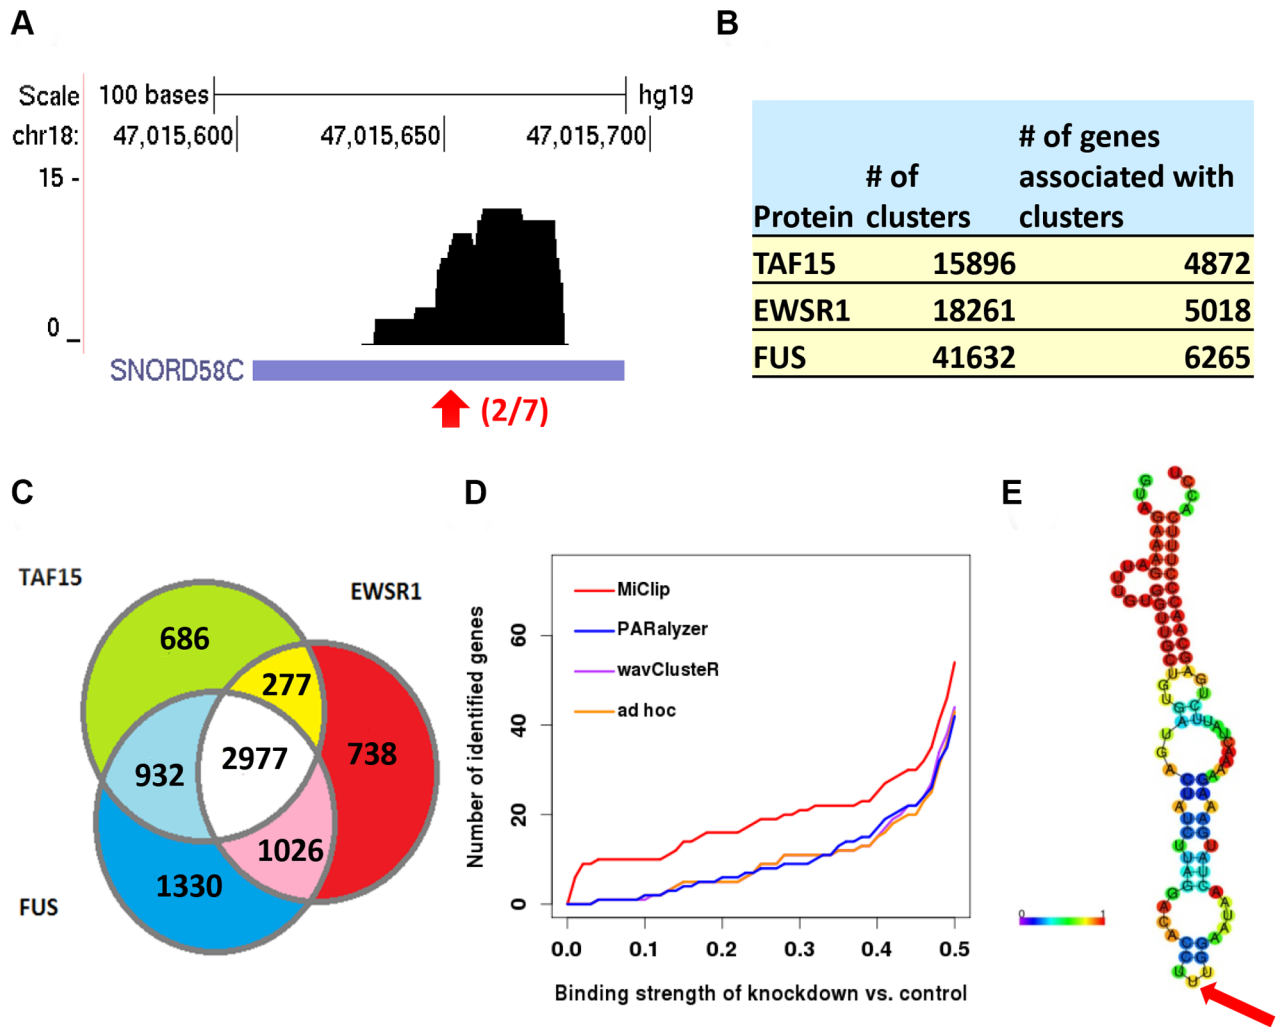 A
Scale 100 bases hg19
chr18: 47,015,600 47,015,650 47,015,700
15 -
0 _
SNORD58C
(2/7)
B
Protein # of clusters # of genes associated with clusters
TAF15 15896 4872
EWSR1 18261 5018
FUS 41632 6265
C
TAF15
EWSR1
FUS
686
277
738
932
2977
1026
1330
D
Number of identified genes
60
40
20
0
MiClip
PARalyzer
wavClusteR
ad hoc
0.0 0.1 0.2 0.3 0.4 0.5
Binding strength of knockdown vs. control
E
0 1